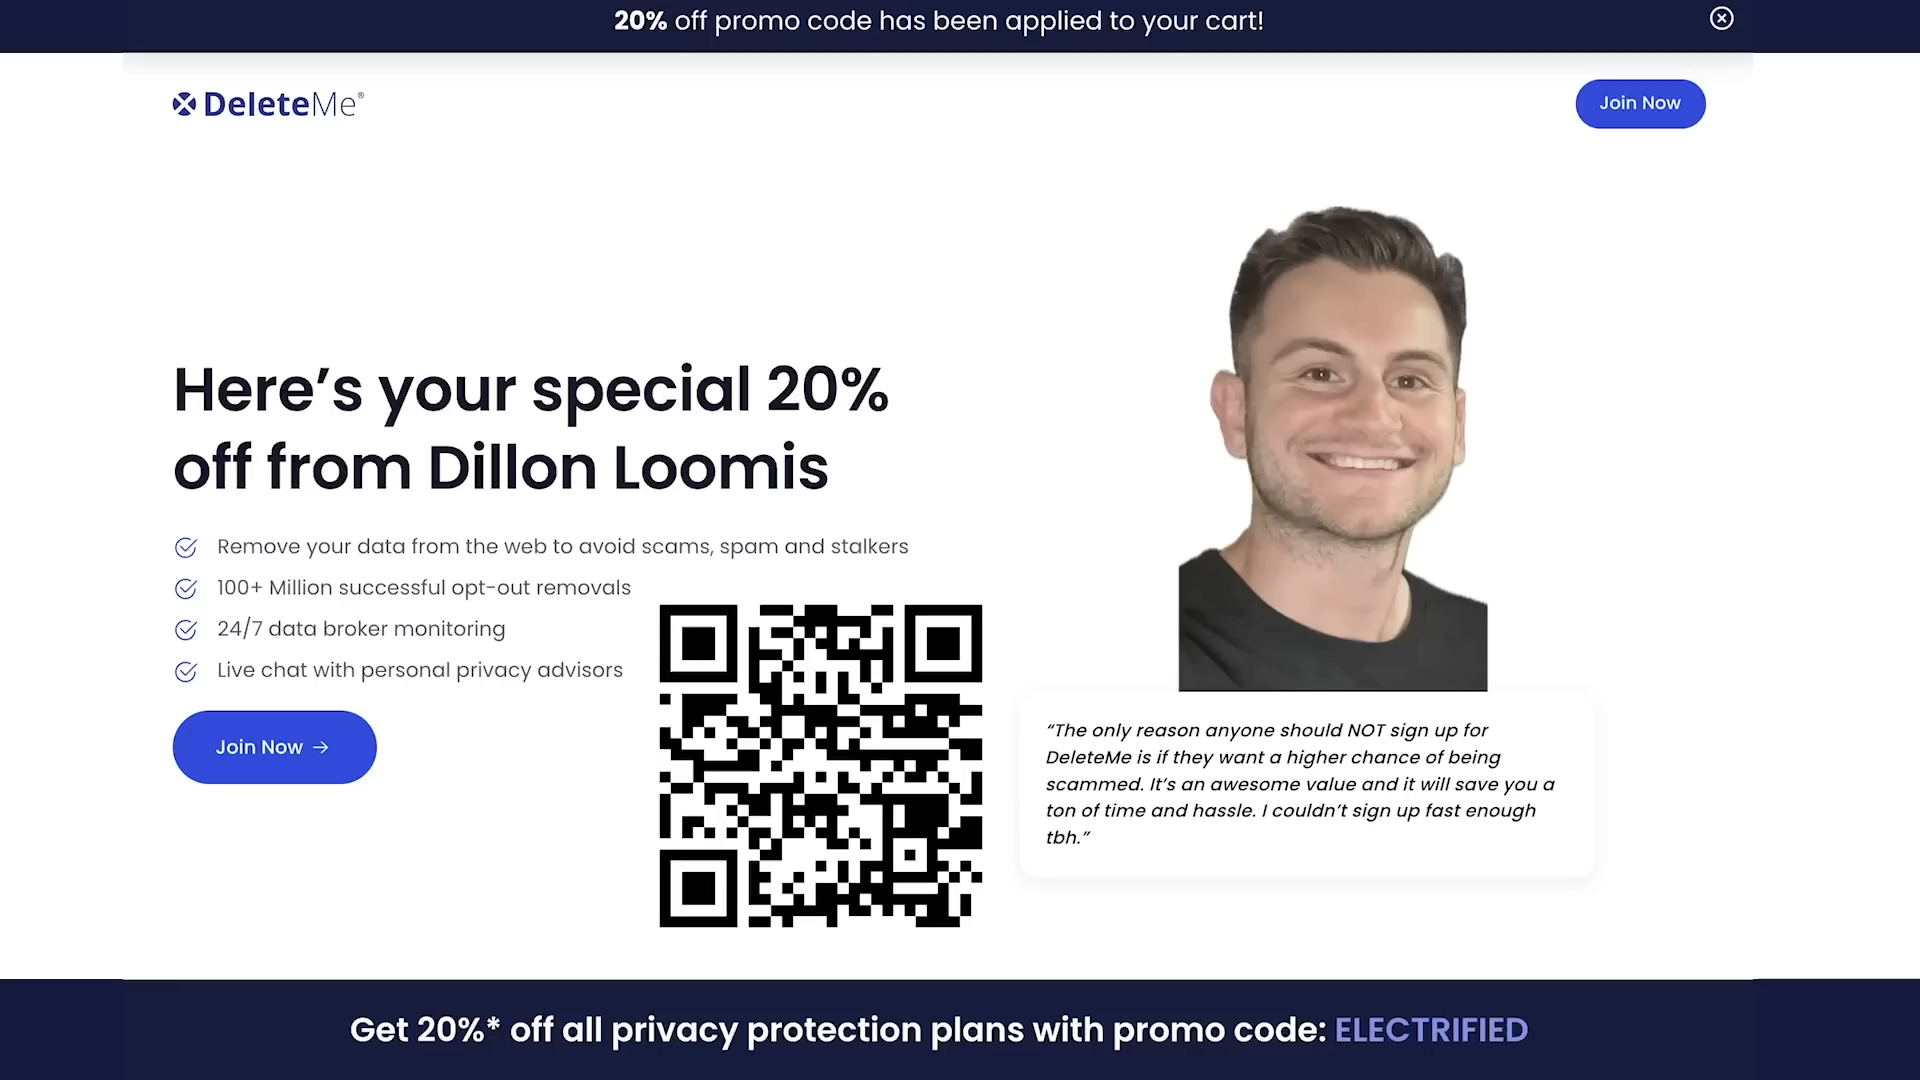 20% off promo code has been applied to your cart!
DeleteMe®
Join Now
Here’s your special 20%
off from Dillon Loomis
Remove your data from the web to avoid scams, spam and stalkers
100+ Million successful opt-out removals
24/7 data broker monitoring
Live chat with personal privacy advisors
Join Now →
“The only reason anyone should NOT sign up for
DeleteMe is if they want a higher chance of being
scammed. It’s an awesome value and it will save you a
ton of time and hassle. I couldn’t sign up fast enough
tbh.”
Get 20%* off all privacy protection plans with promo code: ELECTRIFIED